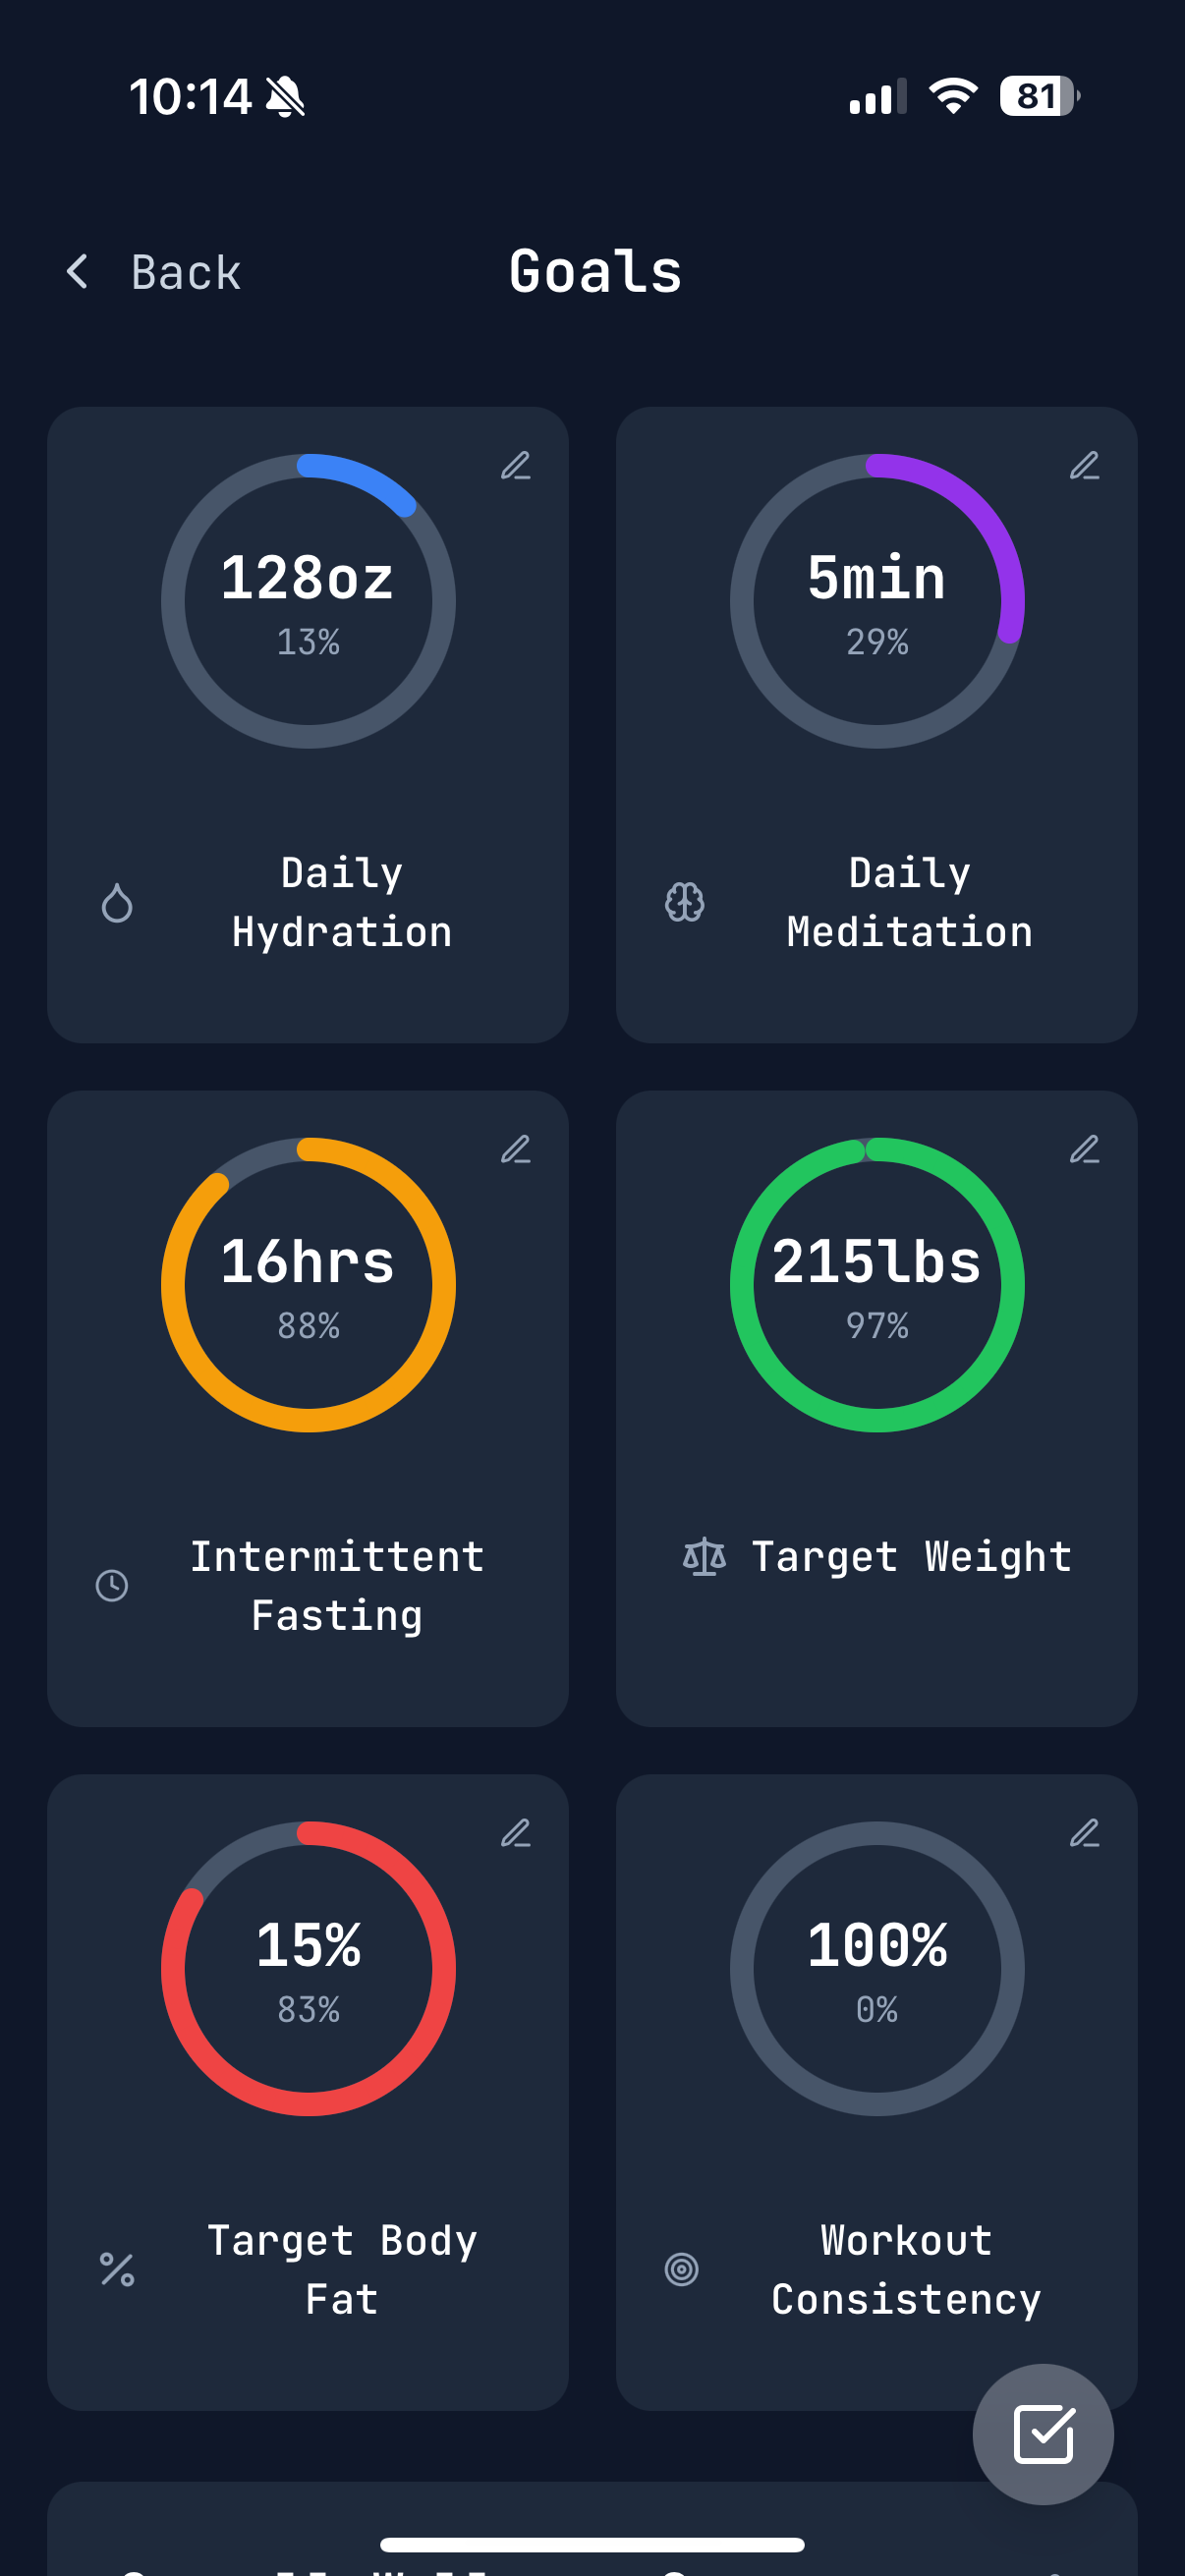 10:14
81
Back
Goals
128oz
13%
Daily
Hydration
5min
29%
Daily
Meditation
16hrs
88%
Intermittent
Fasting
215lbs
97%
Target Weight
15%
83%
Target Body
Fat
100%
0%
Workout
Consistency